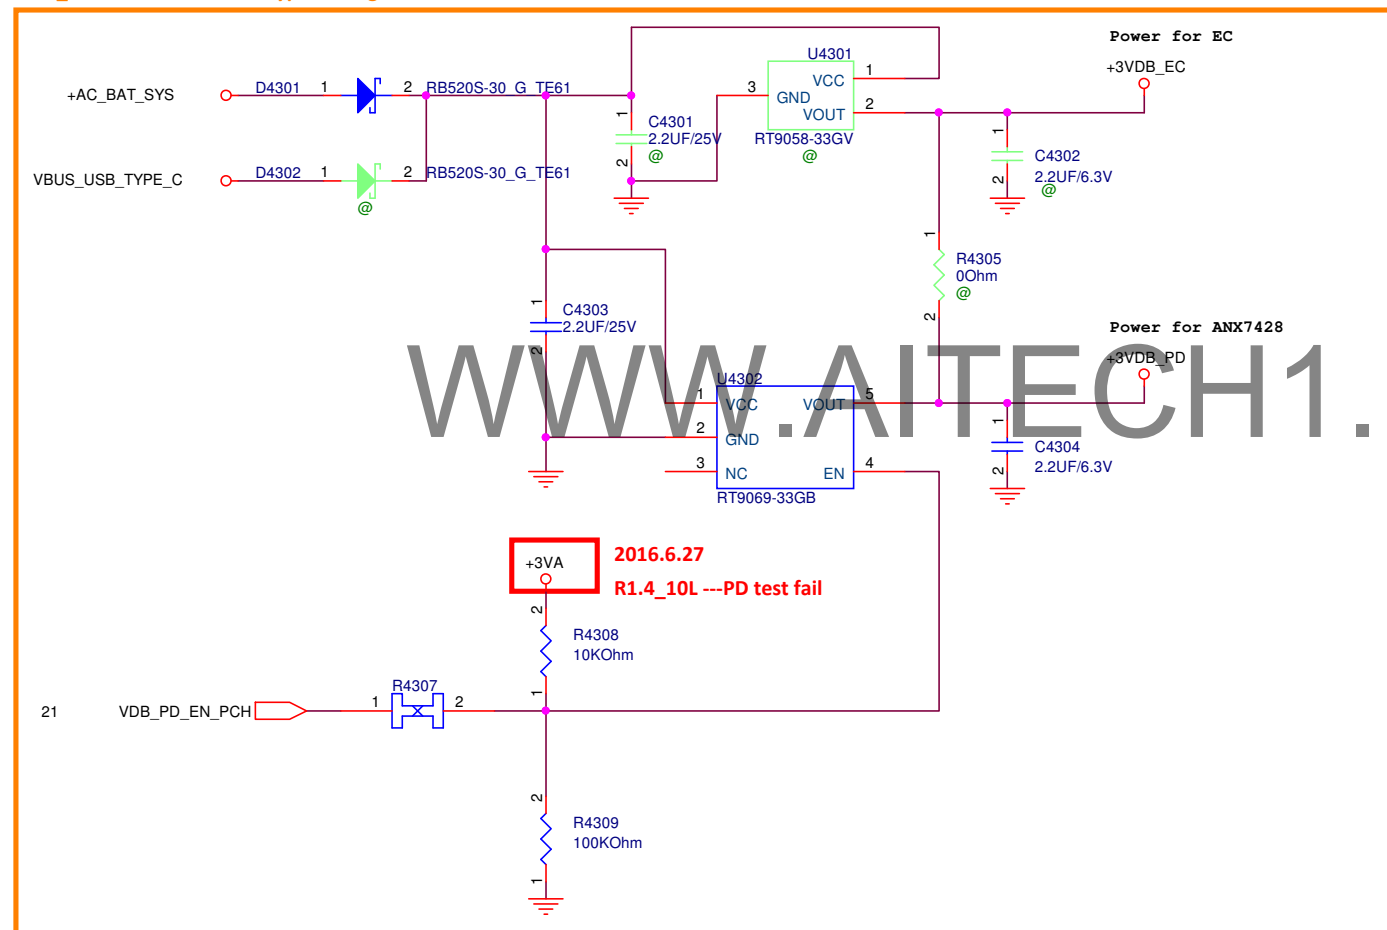 Power for EC
U4301
+3VDB_EC
VCC
1
D4301
1
2
RB520S-30_G_TE61
+AC_BAT_SYS
3
GND
2
VOUT
1
C4301
2.2UF/25V
2
@
RT9058-33GV
@
1
C4302
2.2UF/6.3V
2
@
VBUS_USB_TYPE_C
D4302
1
2
RB520S-30_G_TE61
@
1
R4305
0Ohm
@
2
1
C4303
2.2UF/25V
2
Power for ANX7428
+3VDB_PD
WWW.AITECH1.
U4302
1
VCC
VOUT
5
2
GND
3
NC
EN
4
RT9069-33GB
1
C4304
2.2UF/6.3V
2
+3VA
2016.6.27
R1.4_10L ---PD test fail
2
R4308
10KOhm
1
21
VDB_PD_EN_PCH
1
R4307
2
2
R4309
100KOhm
1